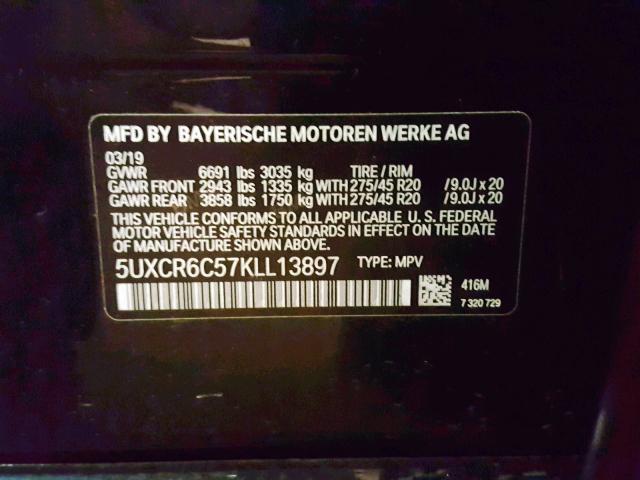 MFD BY BAYERISCHE MOTOREN WERKE AG
03/19
GVWR 6691 lbs 3035 kg TIRE / RIM
GAWR FRONT 2943 lbs 1335 kg WITH 275/45 R20 /9.0J x 20
GAWR REAR 3858 lbs 1750 kg WITH 275/45 R20 /9.0J x 20
THIS VEHICLE CONFORMS TO ALL APPLICABLE U. S. FEDERAL
MOTOR VEHICLE SAFETY STANDARDS IN EFFECT ON THE DATE
OF MANUFACTURE SHOWN ABOVE.
5UXCR6C57KLL13897 TYPE: MPV
416M
7 320 729